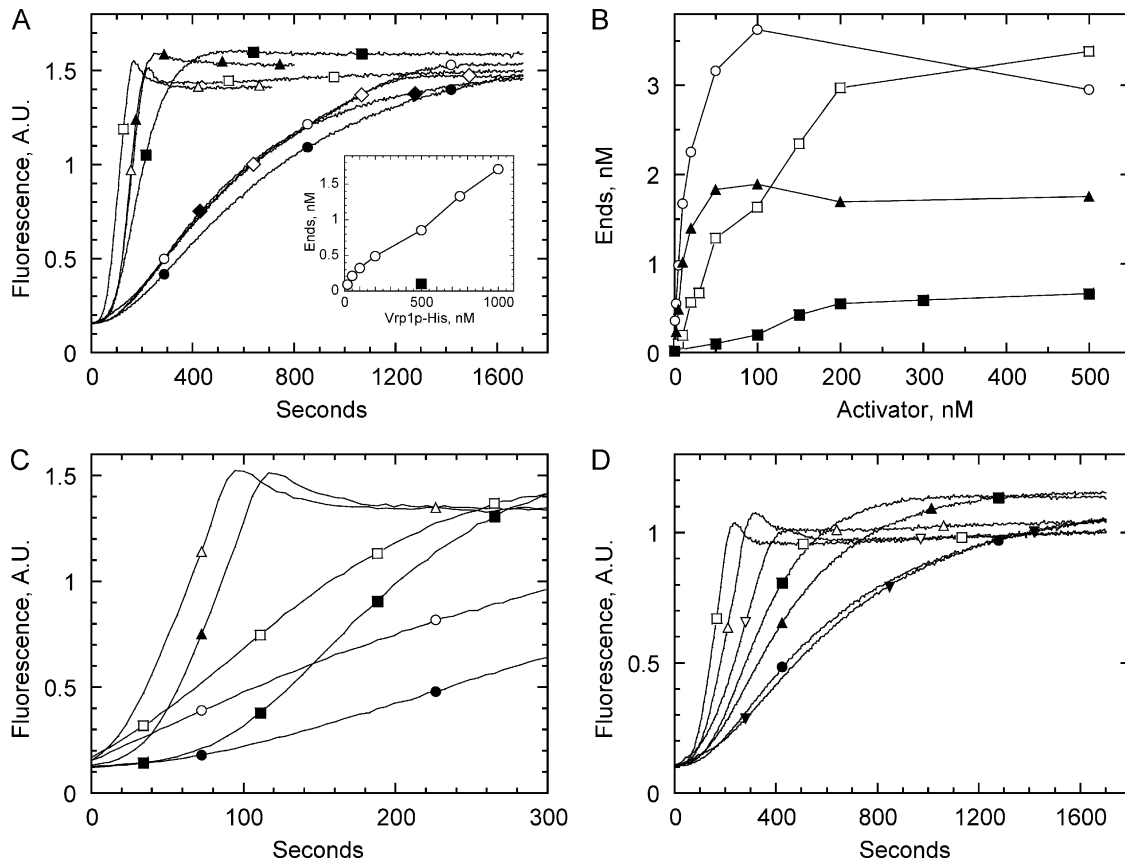 A
Fluorescence, A.U.
1.5
1
0.5
0
0 400 800 1200 1600
Seconds
Ends, nM
1.5
1
0.5
0
0 500 1000
Vrp1p-His, nM
B
Ends, nM
3
2
1
0
0 100 200 300 400 500
Activator, nM
C
Fluorescence, A.U.
1.5
1
0.5
0
0 100 200 300
Seconds
D
Fluorescence, A.U.
1
0.5
0
0 400 800 1200 1600
Seconds